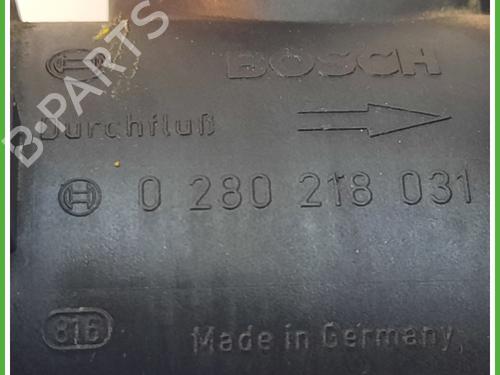 BOSCH
Durchfluß
0 280 218 031
816
Made in Germany
B-PARTS